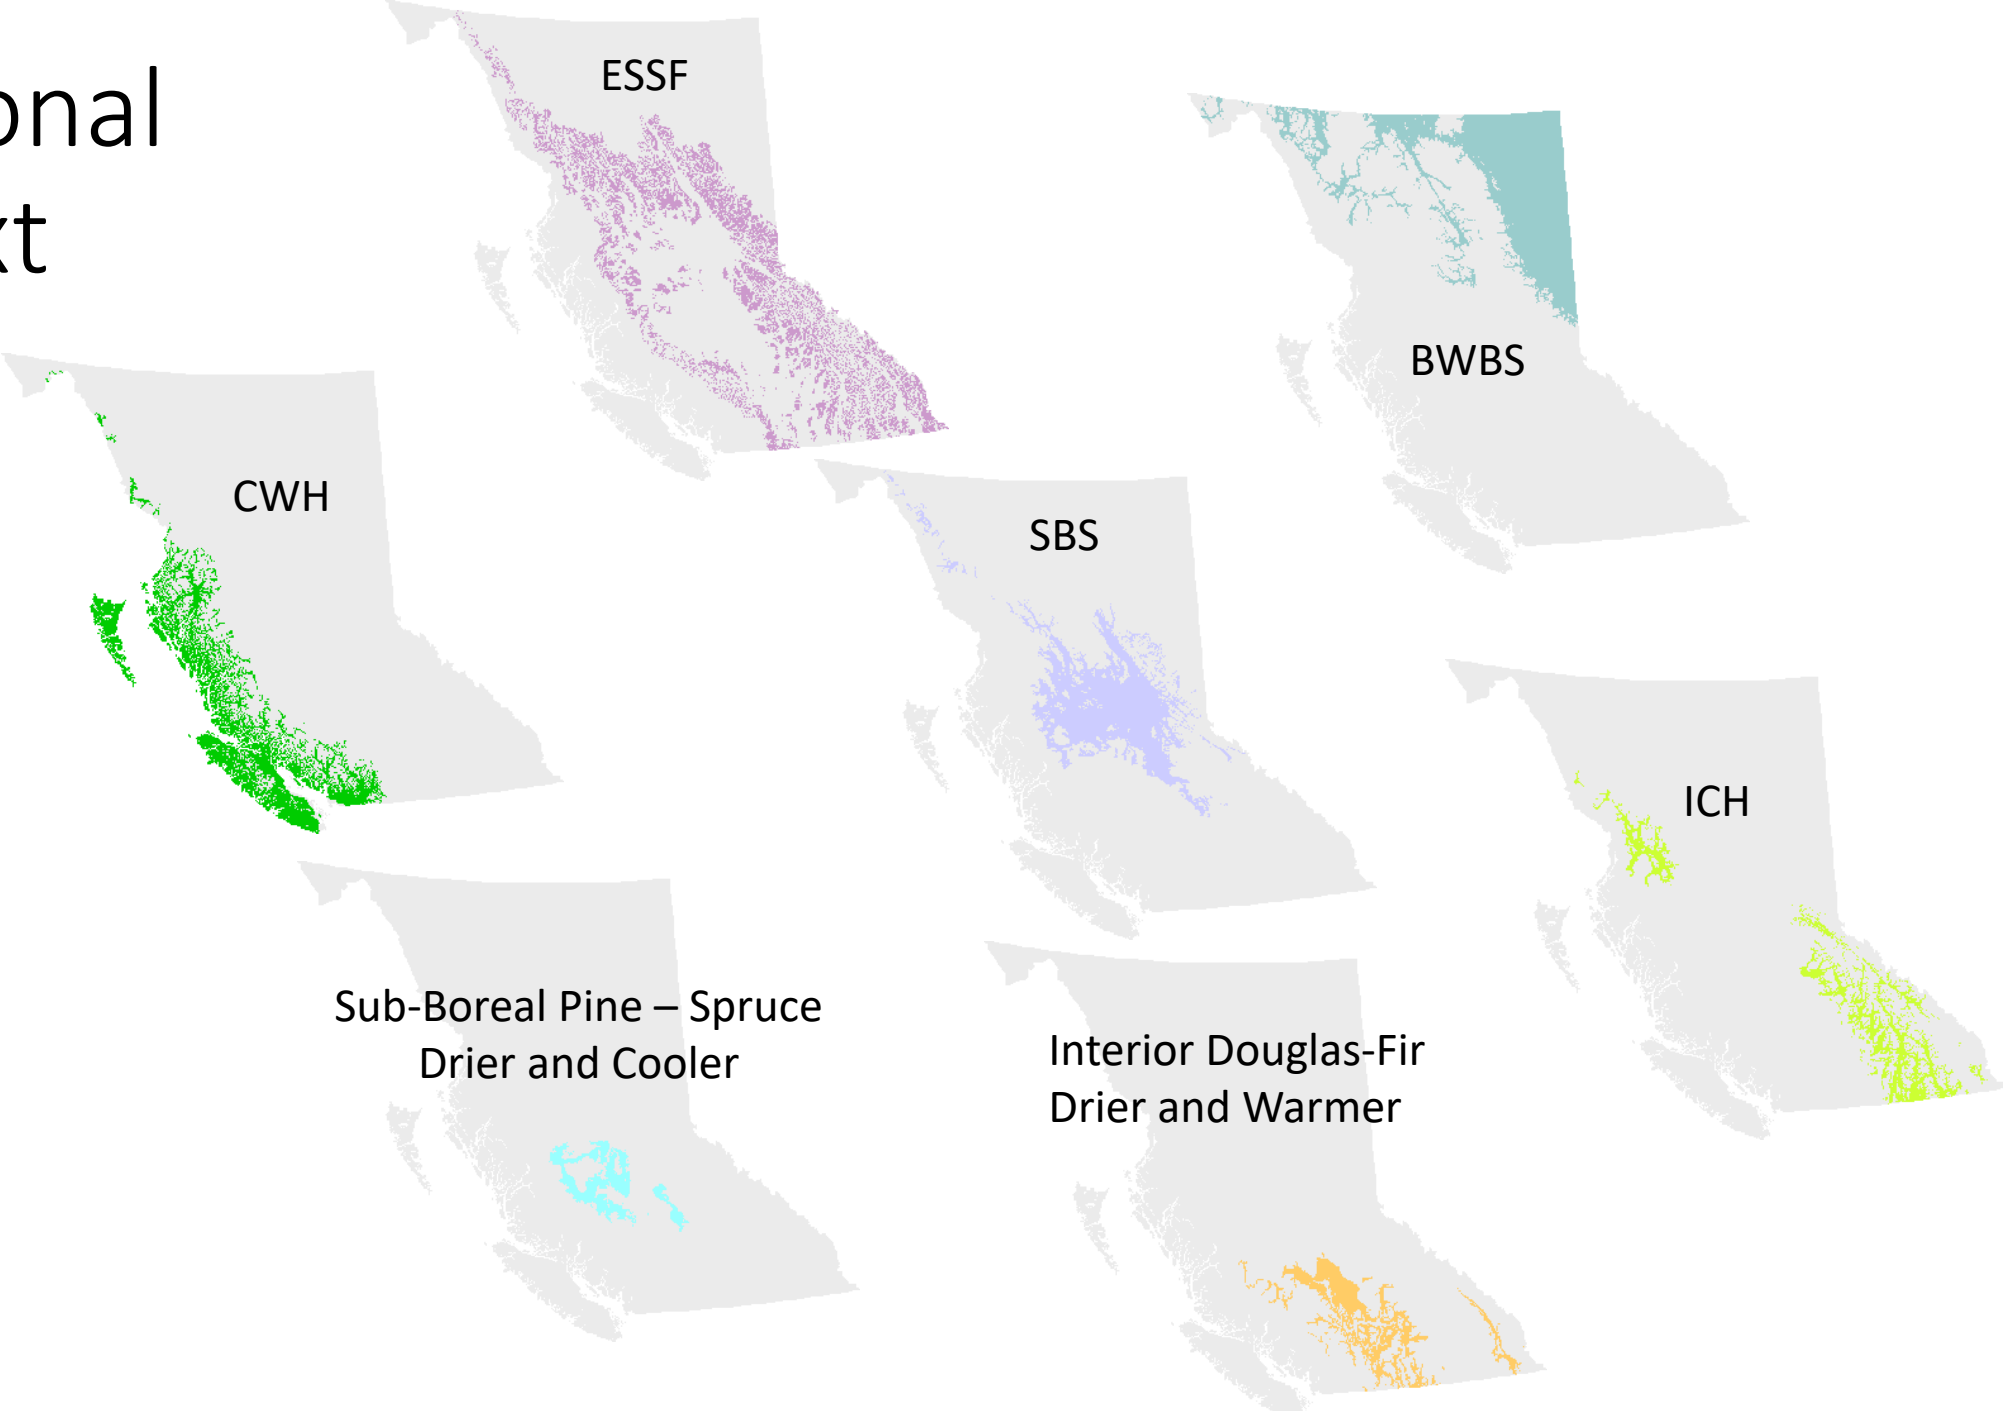 onal
xt
ESSF
BWBS
CWH
SBS
ICH
Sub-Boreal Pine – Spruce
Drier and Cooler
Interior Douglas-Fir
Drier and Warmer